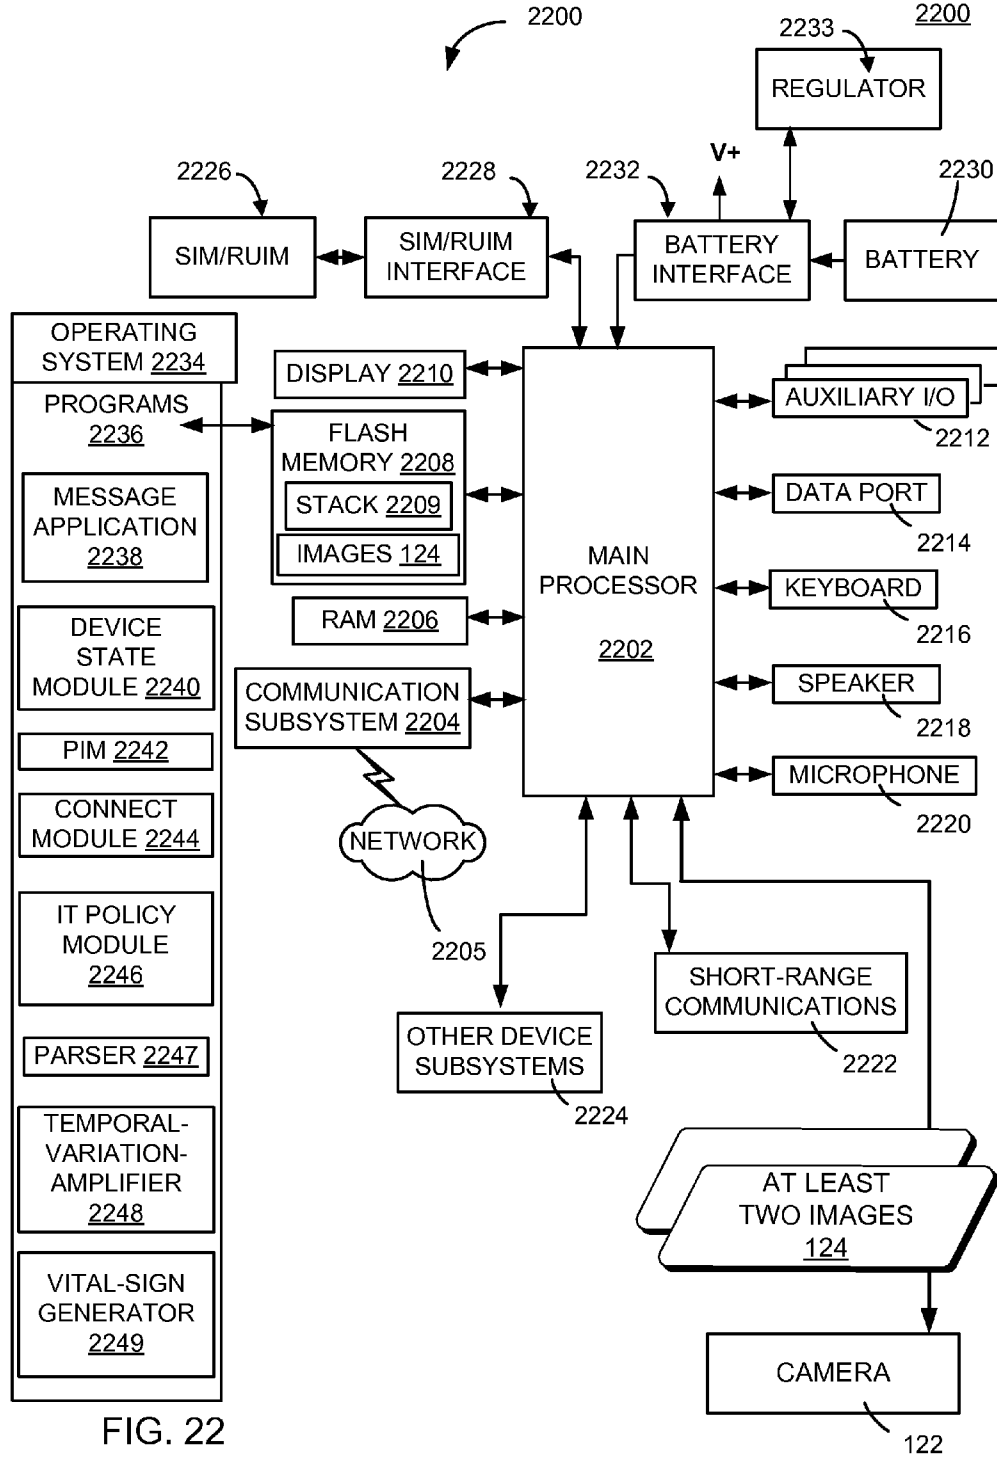 2200
2200
2233
REGULATOR
V+
2226
2228
2232
2230
SIM/RUIM
SIM/RUIM
INTERFACE
BATTERY
INTERFACE
BATTERY
OPERATING
SYSTEM 2234
PROGRAMS
2236
MESSAGE
APPLICATION
2238
DEVICE
STATE
MODULE 2240
PIM 2242
CONNECT
MODULE 2244
IT POLICY
MODULE
2246
PARSER 2247
TEMPORAL-
VARIATION-
AMPLIFIER
2248
VITAL-SIGN
GENERATOR
2249
DISPLAY 2210
FLASH
MEMORY 2208
STACK 2209
IMAGES 124
RAM 2206
COMMUNICATION
SUBSYSTEM 2204
NETWORK
2205
MAIN
PROCESSOR
2202
AUXILIARY I/O
2212
DATA PORT
2214
KEYBOARD
2216
SPEAKER
2218
MICROPHONE
2220
SHORT-RANGE
COMMUNICATIONS
2222
OTHER DEVICE
SUBSYSTEMS
2224
AT LEAST
TWO IMAGES
124
CAMERA
122
FIG. 22